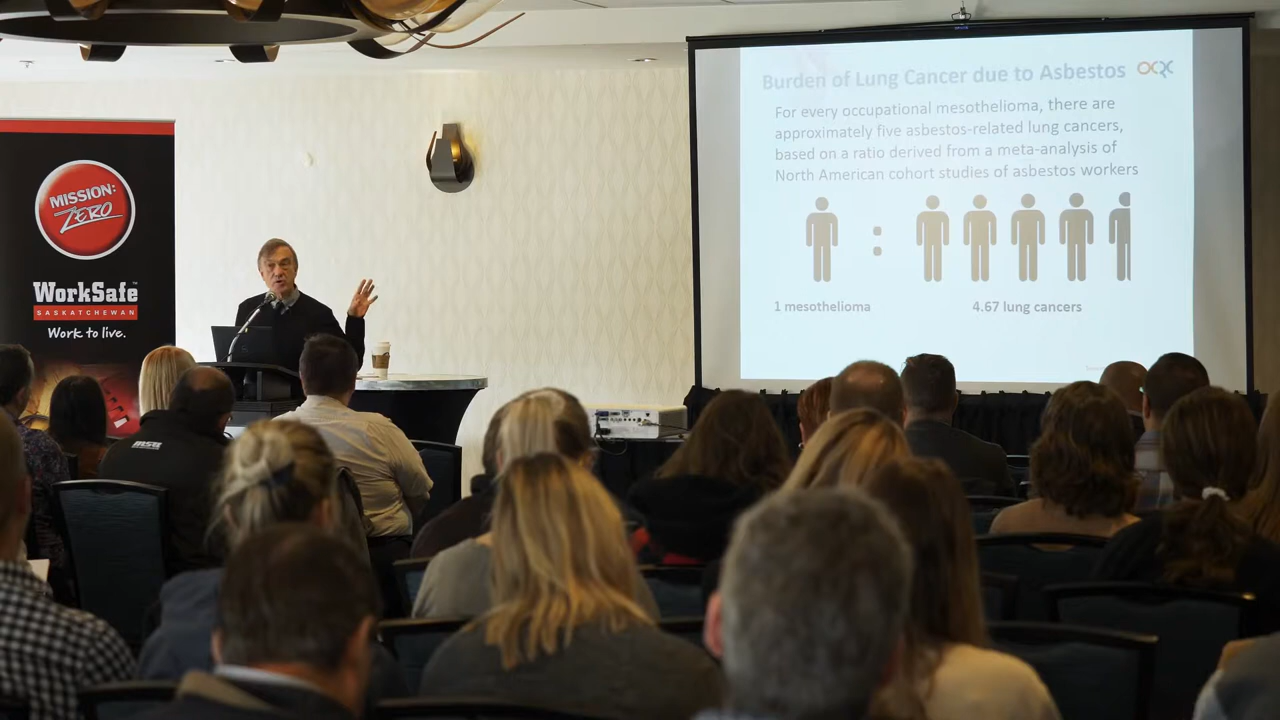 MISSION:
ZERO
WorkSafe
SASKATCHEWAN
Work to live.
MSB
Burden of Lung Cancer due to Asbestos OCRC
For every occupational mesothelioma, there are
approximately five asbestos-related lung cancers,
based on a ratio derived from a meta-analysis of
North American cohort studies of asbestos workers
:
1 mesothelioma
4.67 lung cancers